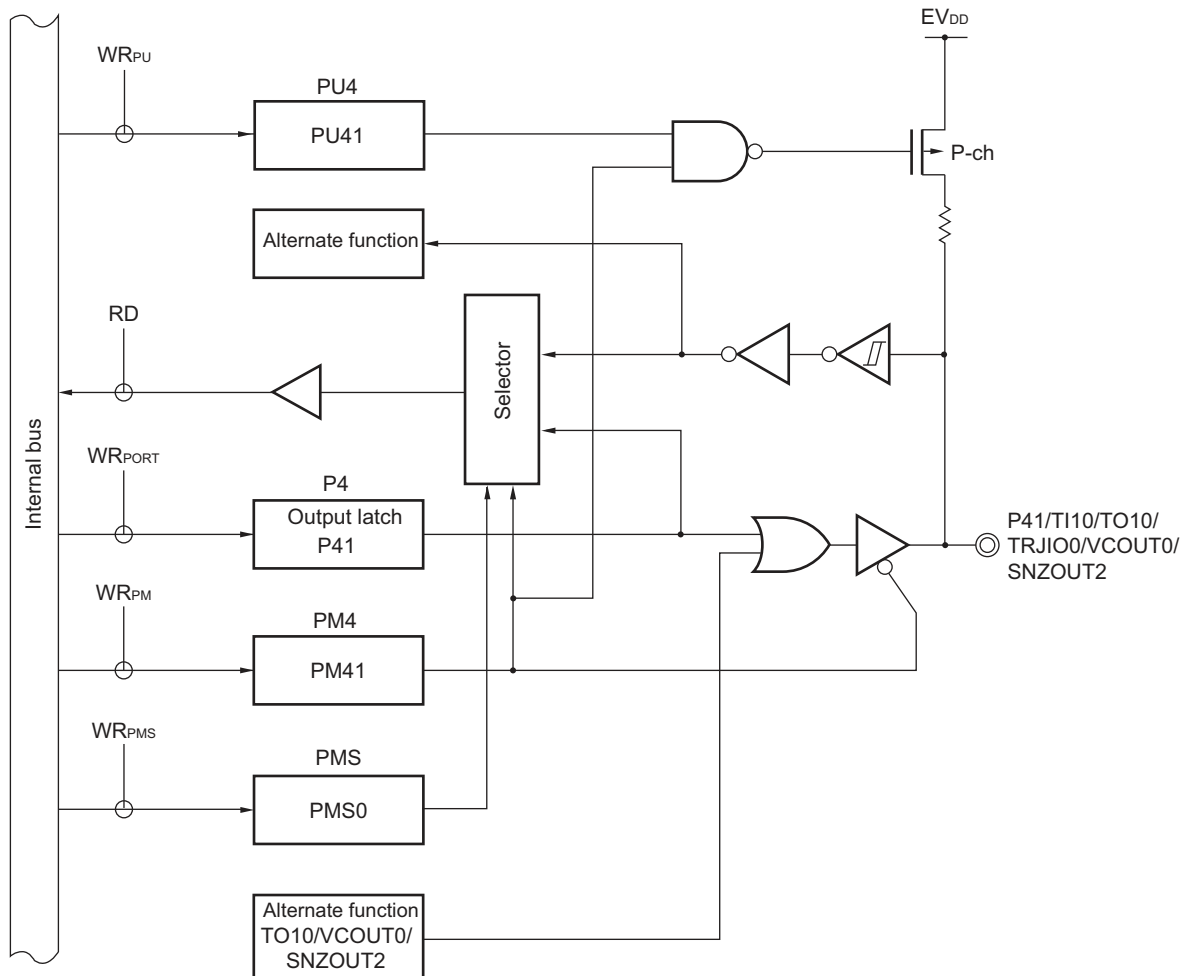 EVDD
WRPU
PU4
PU41
P-ch
Alternate function
RD
Selector
Internal bus
WRPORT
P4
Output latch
P41
P41/TI10/TO10/
TRJIO0/VCOUT0/
SNZOUT2
WRPM
PM4
PM41
WRPMS
PMS
PMS0
Alternate function
TO10/VCOUT0/
SNZOUT2